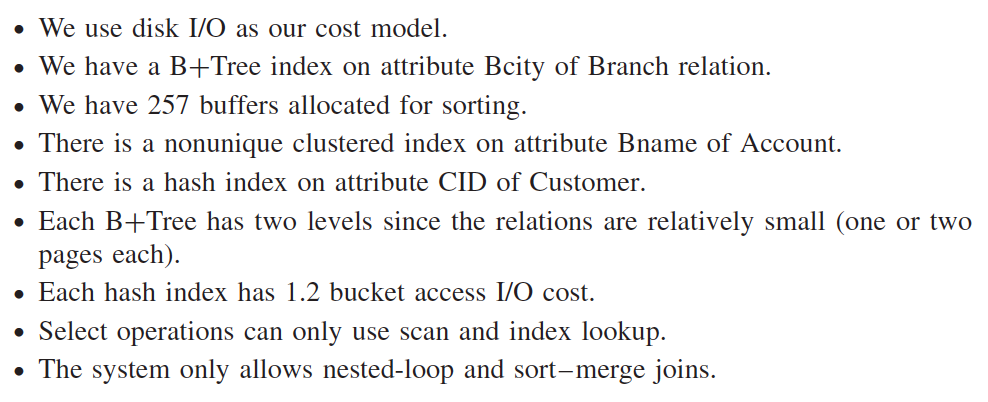 • We use disk I/O as our cost model.
• We have a B+Tree index on attribute Bcity of Branch relation.
• We have 257 buffers allocated for sorting.
• There is a nonunique clustered index on attribute Bname of Account.
• There is a hash index on attribute CID of Customer.
• Each B+Tree has two levels since the relations are relatively small (one or two
pages each).
• Each hash index has 1.2 bucket access I/O cost.
• Select operations can only use scan and index lookup.
• The system only allows nested-loop and sort–merge joins.